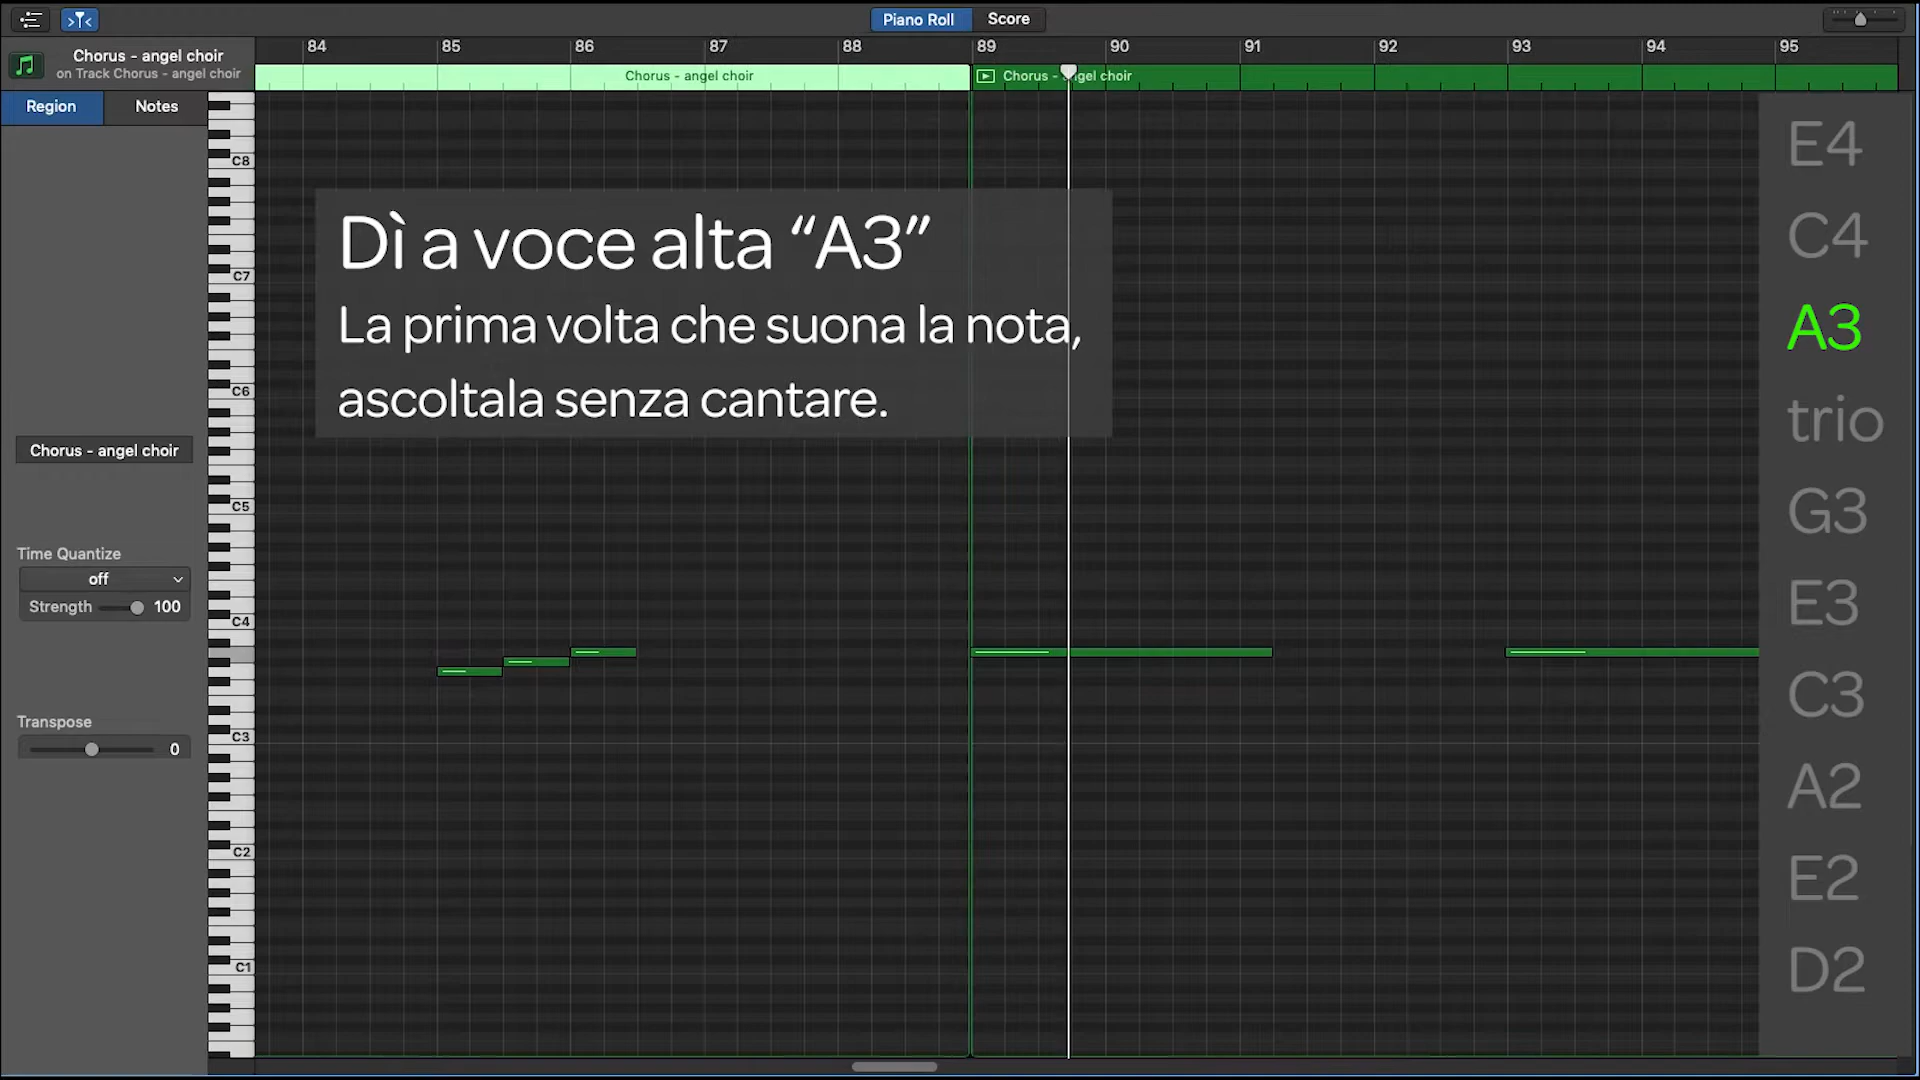 Piano Roll
Score
Chorus - angel choir
on Track Chorus - angel choir
84 85 86 87 88 89 90 91 92 93 94 95
Chorus - angel choir
Chorus - ngel choir
Region
Notes
Dì a voce alta “A3”
La prima volta che suona la nota,
ascoltala senza cantare.
Chorus - angel choir
Time Quantize
off
Strength 100
Transpose
0
C8
C7
C6
C5
C4
C3
C2
C1
E4
C4
A3
trio
G3
E3
C3
A2
E2
D2